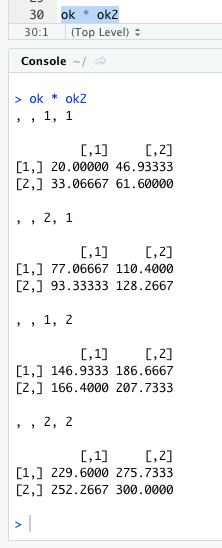 30 ok * ok2
30:1 (Top Level)
Console ~/
> ok * ok2
, , 1, 1
[,1] [,2]
[1,] 20.00000 46.93333
[2,] 33.06667 61.60000
, , 2, 1
[,1] [,2]
[1,] 77.06667 110.4000
[2,] 93.33333 128.2667
, , 1, 2
[,1] [,2]
[1,] 146.9333 186.6667
[2,] 166.4000 207.7333
, , 2, 2
[,1] [,2]
[1,] 229.6000 275.7333
[2,] 252.2667 300.0000
>